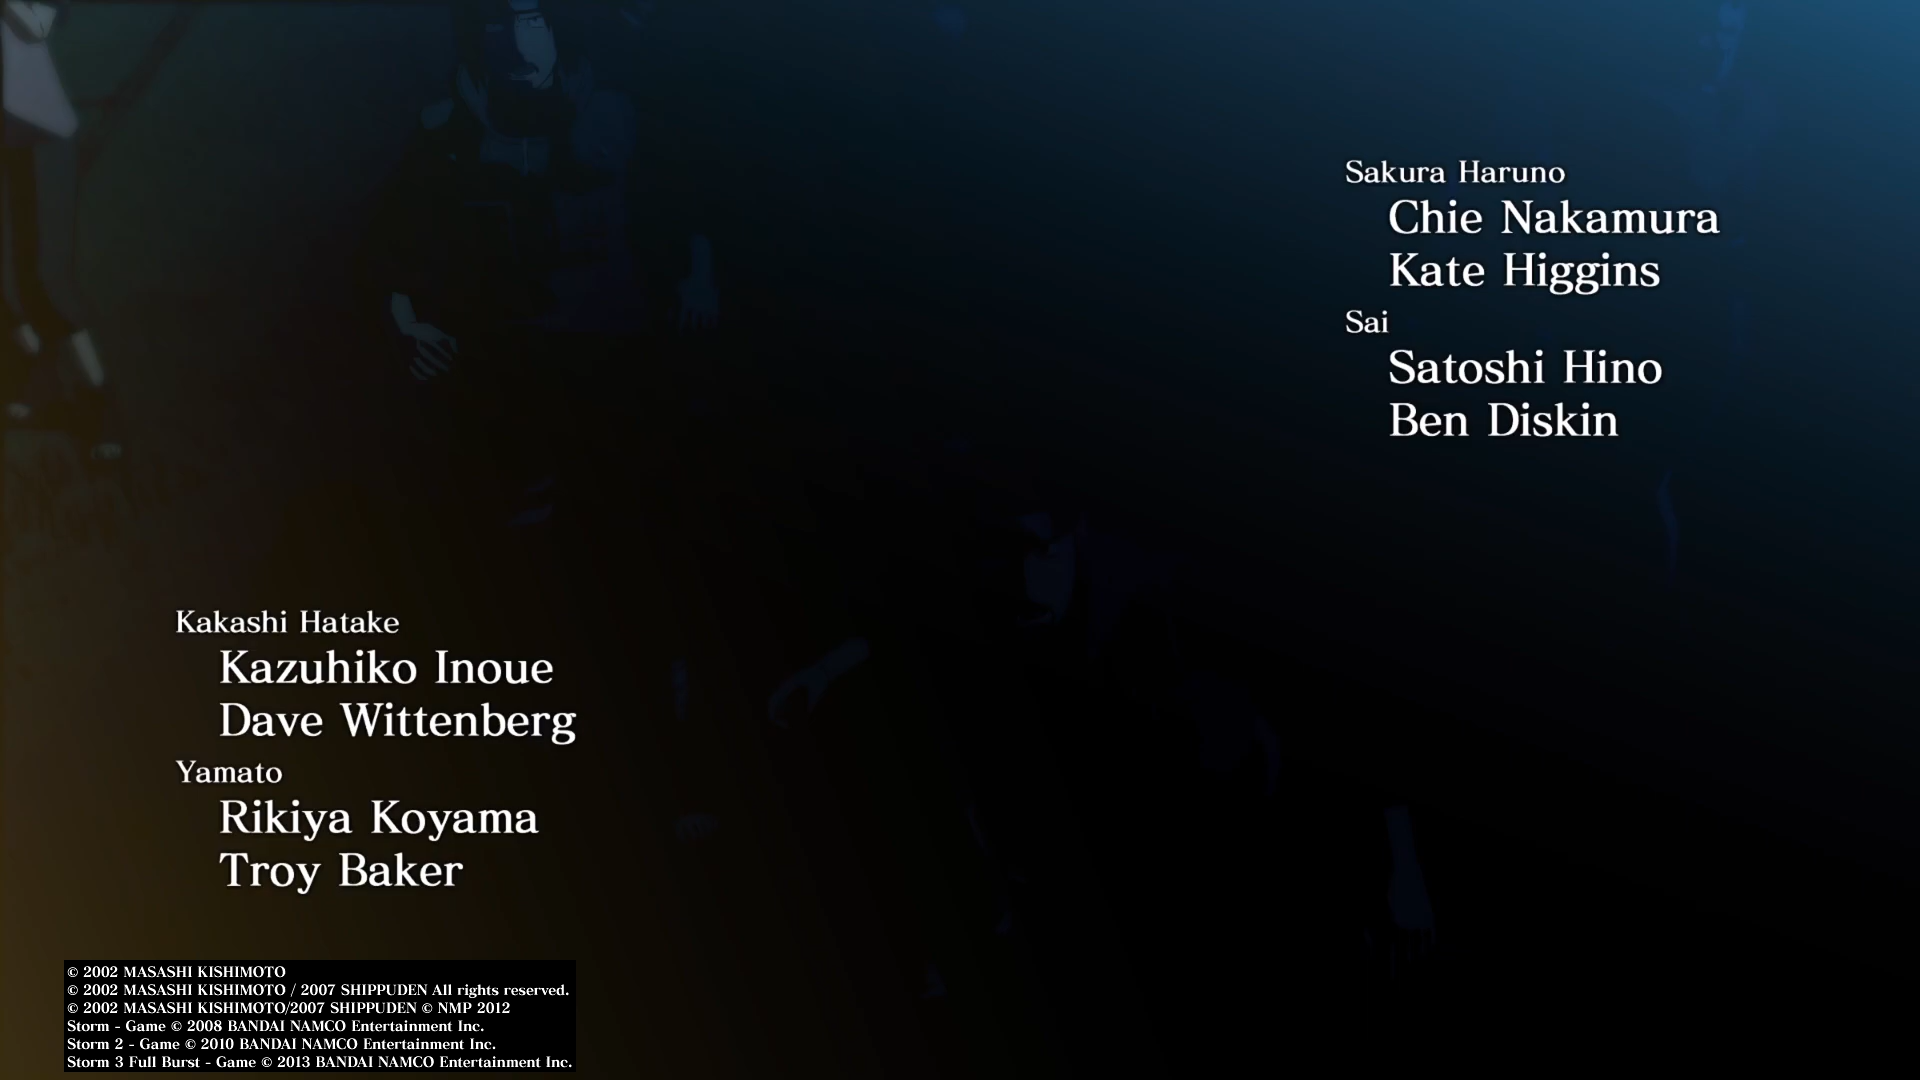 Sakura Haruno
Chie Nakamura
Kate Higgins
Sai
Satoshi Hino
Ben Diskin
Kakashi Hatake
Kazuhiko Inoue
Dave Wittenberg
Yamato
Rikiya Koyama
Troy Baker
© 2002 MASASHI KISHIMOTO
© 2002 MASASHI KISHIMOTO / 2007 SHIPPUDEN All rights reserved.
© 2002 MASASHI KISHIMOTO/2007 SHIPPUDEN © NMP 2012
Storm - Game © 2008 BANDAI NAMCO Entertainment Inc.
Storm 2 - Game © 2010 BANDAI NAMCO Entertainment Inc.
Storm 3 Full Burst - Game © 2013 BANDAI NAMCO Entertainment Inc.